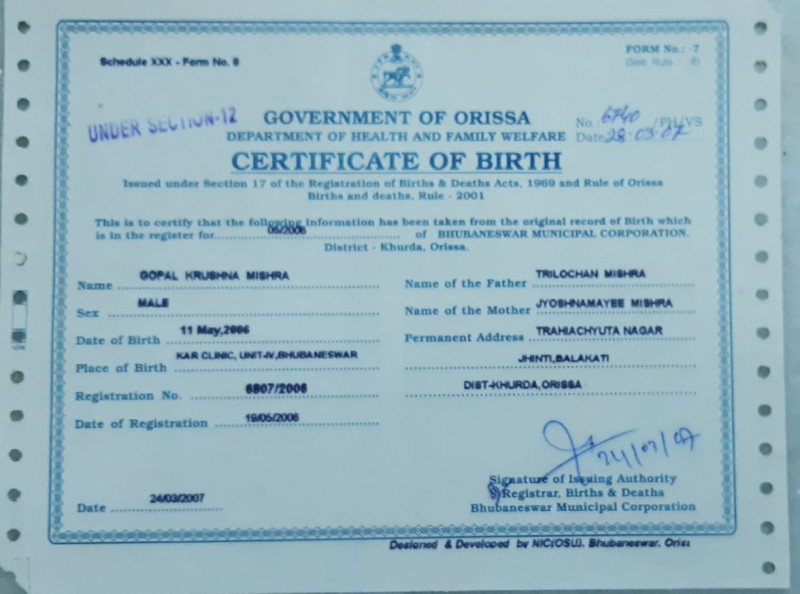 Schedule XXX - Form No. 8
FORM No.: -7
(See Rule 8)
UNDER SECTION-12
GOVERNMENT OF ORISSA
No.: 6740 /PH/VS
DEPARTMENT OF HEALTH AND FAMILY WELFARE
Date 28-03-07
CERTIFICATE OF BIRTH
Issued under Section 17 of the Registration of Births & Deaths Acts, 1969 and Rule of Orissa
Births and deaths, Rule - 2001
This is to certify that the following information has been taken from the original record of Birth which
is in the register for 05/2006 of BHUBANESWAR MUNICIPAL CORPORATION.
District - Khurda, Orissa.
Name GOPAL KRUSHNA MISHRA
Sex MALE
Date of Birth 11 May,2006
Place of Birth KAR CLINIC, UNIT-IV,BHUBANESWAR
Registration No. 6807/2006
Date of Registration 19/05/2006
Name of the Father TRILOCHAN MISHRA
Name of the Mother JYOSHNAMAYEE MISHRA
Permanent Address TRAHIACHYUTA NAGAR
JHINTI,BALAKATI
DIST-KHURDA,ORISSA
24/03/07
Signature of Issuing Authority
Registrar, Births & Deaths
Bhubaneswar Municipal Corporation
Date 24/03/2007
Designed & Developed by NIC(OSU), Bhubaneswar, Oriss